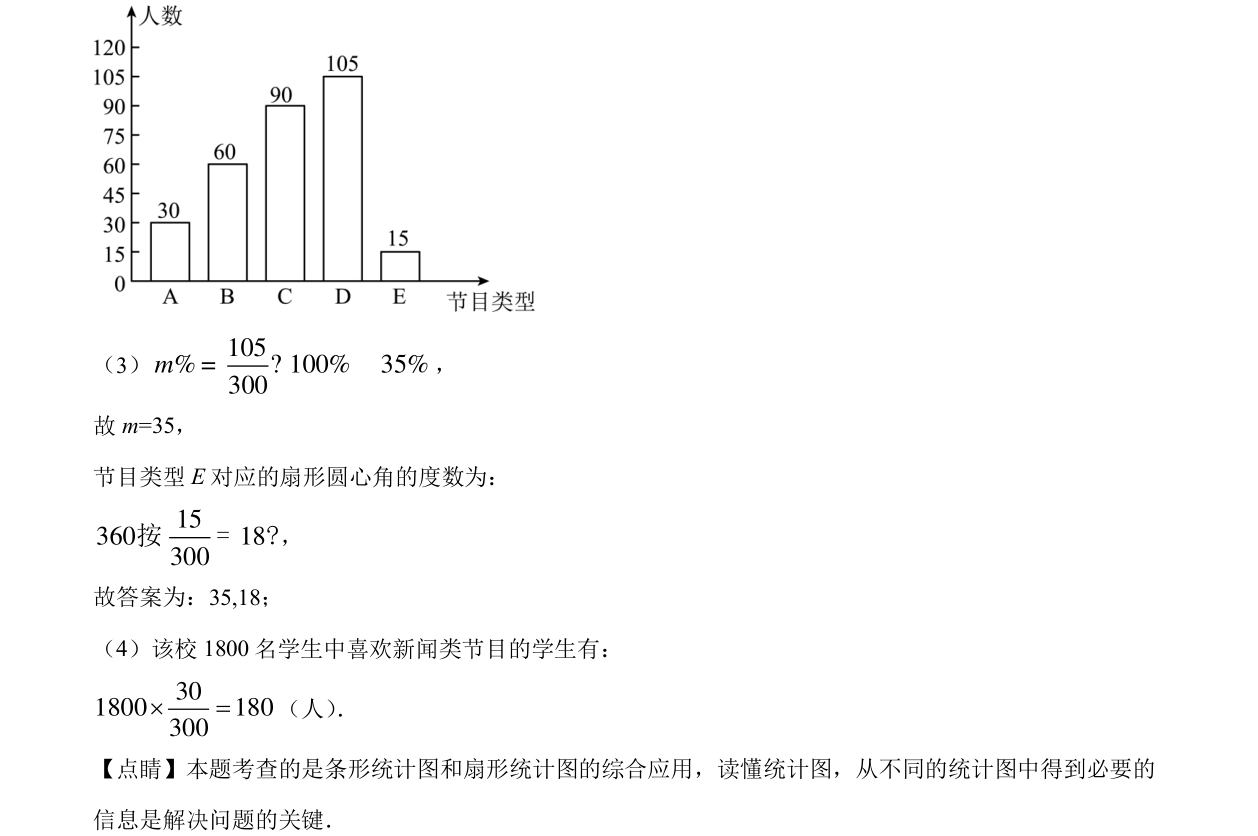 人数
120
105
90
75
60
45
30
15
0
30
60
90
105
15
A B C D E
节目类型
（3）m% = 105/300 ? 100% 35%，
故 m=35，
节目类型 E 对应的扇形圆心角的度数为：
360按 15/300 = 18?，
故答案为：35,18；
（4）该校 1800 名学生中喜欢新闻类节目的学生有：
1800×30/300=180（人）．
【点睛】本题考查的是条形统计图和扇形统计图的综合应用，读懂统计图，从不同的统计图中得到必要的
信息是解决问题的关键．